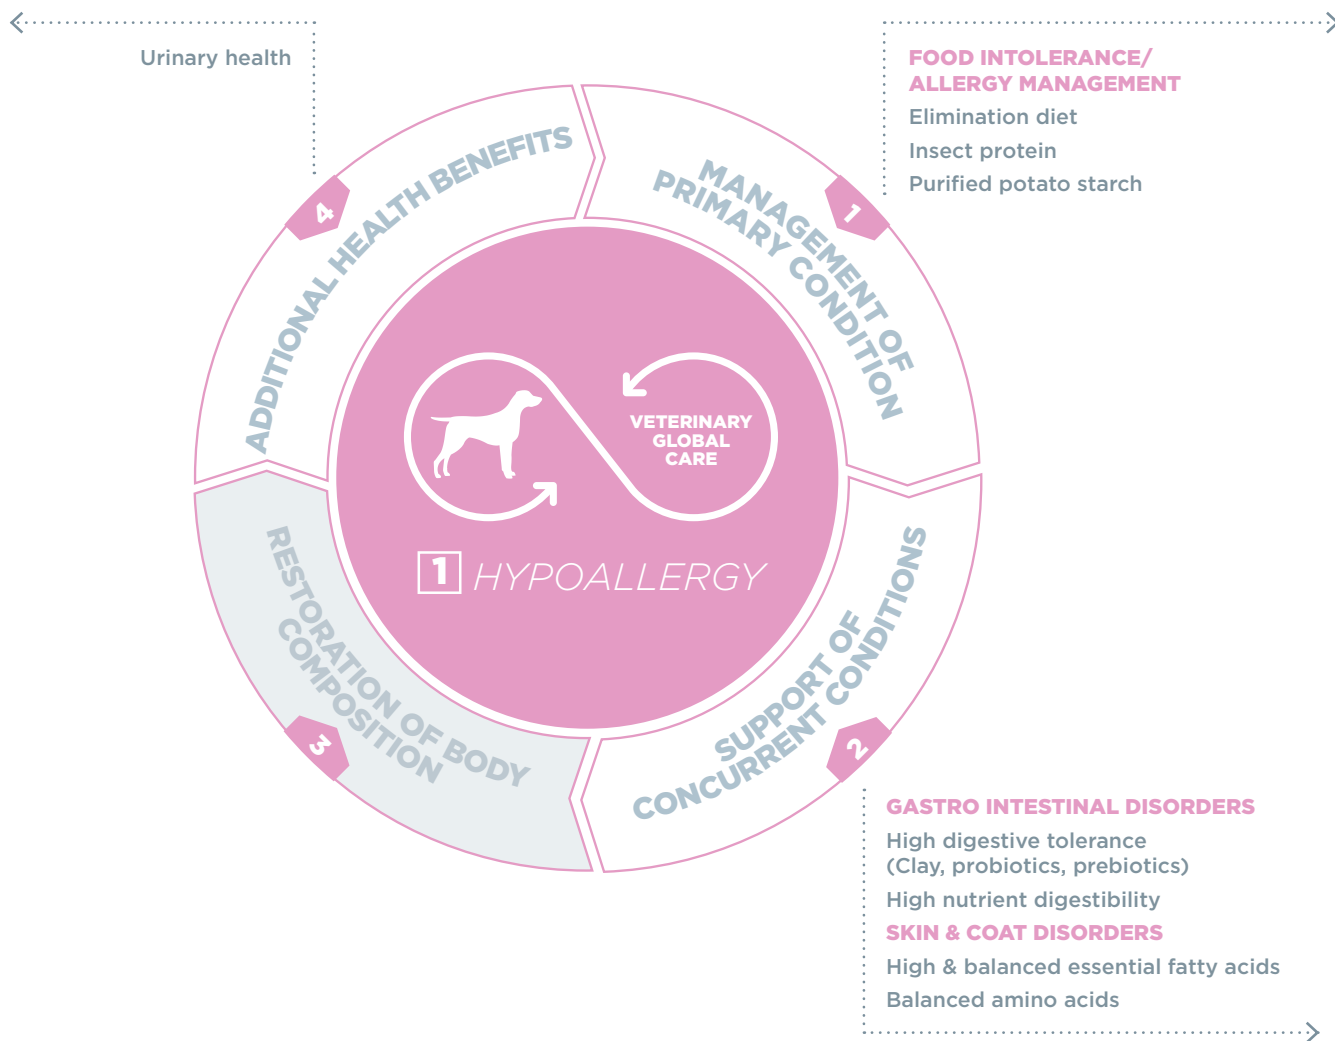 Urinary health
FOOD INTOLERANCE/
ALLERGY MANAGEMENT
Elimination diet
Insect protein
Purified potato starch
4
ADDITIONAL HEALTH BENEFITS
1
MANAGEMENT OF
PRIMARY CONDITION
VETERINARY
GLOBAL
CARE
1 HYPOALLERGY
3
RESTORATION OF BODY
COMPOSITION
2
SUPPORT OF
CONCURRENT CONDITIONS
GASTRO INTESTINAL DISORDERS
High digestive tolerance
(Clay, probiotics, prebiotics)
High nutrient digestibility
SKIN & COAT DISORDERS
High & balanced essential fatty acids
Balanced amino acids